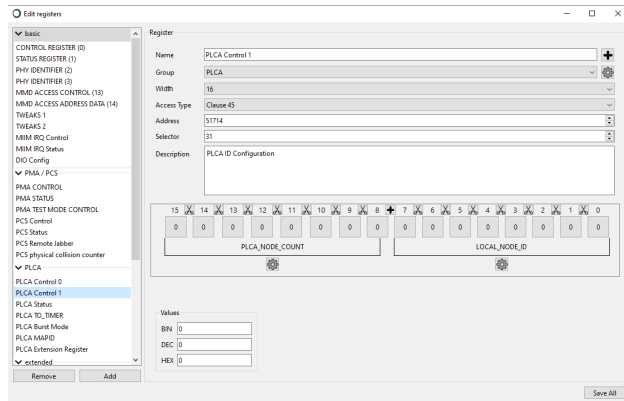 Edit registers
basic
CONTROL REGISTER (0)
STATUS REGISTER (1)
PHY IDENTIFIER (2)
PHY IDENTIFIER (3)
MMD ACCESS CONTROL (13)
MMD ACCESS ADDRESS DATA (14)
TWEAKS 1
TWEAKS 2
MIIM IRQ Control
MIIM IRQ Status
DIO Config
PMA / PCS
PMA CONTROL
PMA STATUS
PMA TEST MODE CONTROL
PCS Control
PCS Status
PCS Remote Jabber
PCS physical collision counter
PLCA
PLCA Control 0
PLCA Control 1
PLCA Status
PLCA TO_TIMER
PLCA Burst Mode
PLCA MAPID
PLCA Extension Register
extended
Remove Add
Register
Name PLCA Control 1
Group PLCA
Width 16
Access Type Clause 45
Address 51714
Selector 31
Description PLCA ID Configuration
15 14 13 12 11 10 9 8 7 6 5 4 3 2 1 0
0 0 0 0 0 0 0 0 0 0 0 0 0 0 0 0
PLCA_NODE_COUNT LOCAL_NODE_ID
Values
BIN 0
DEC 0
HEX 0
Save All